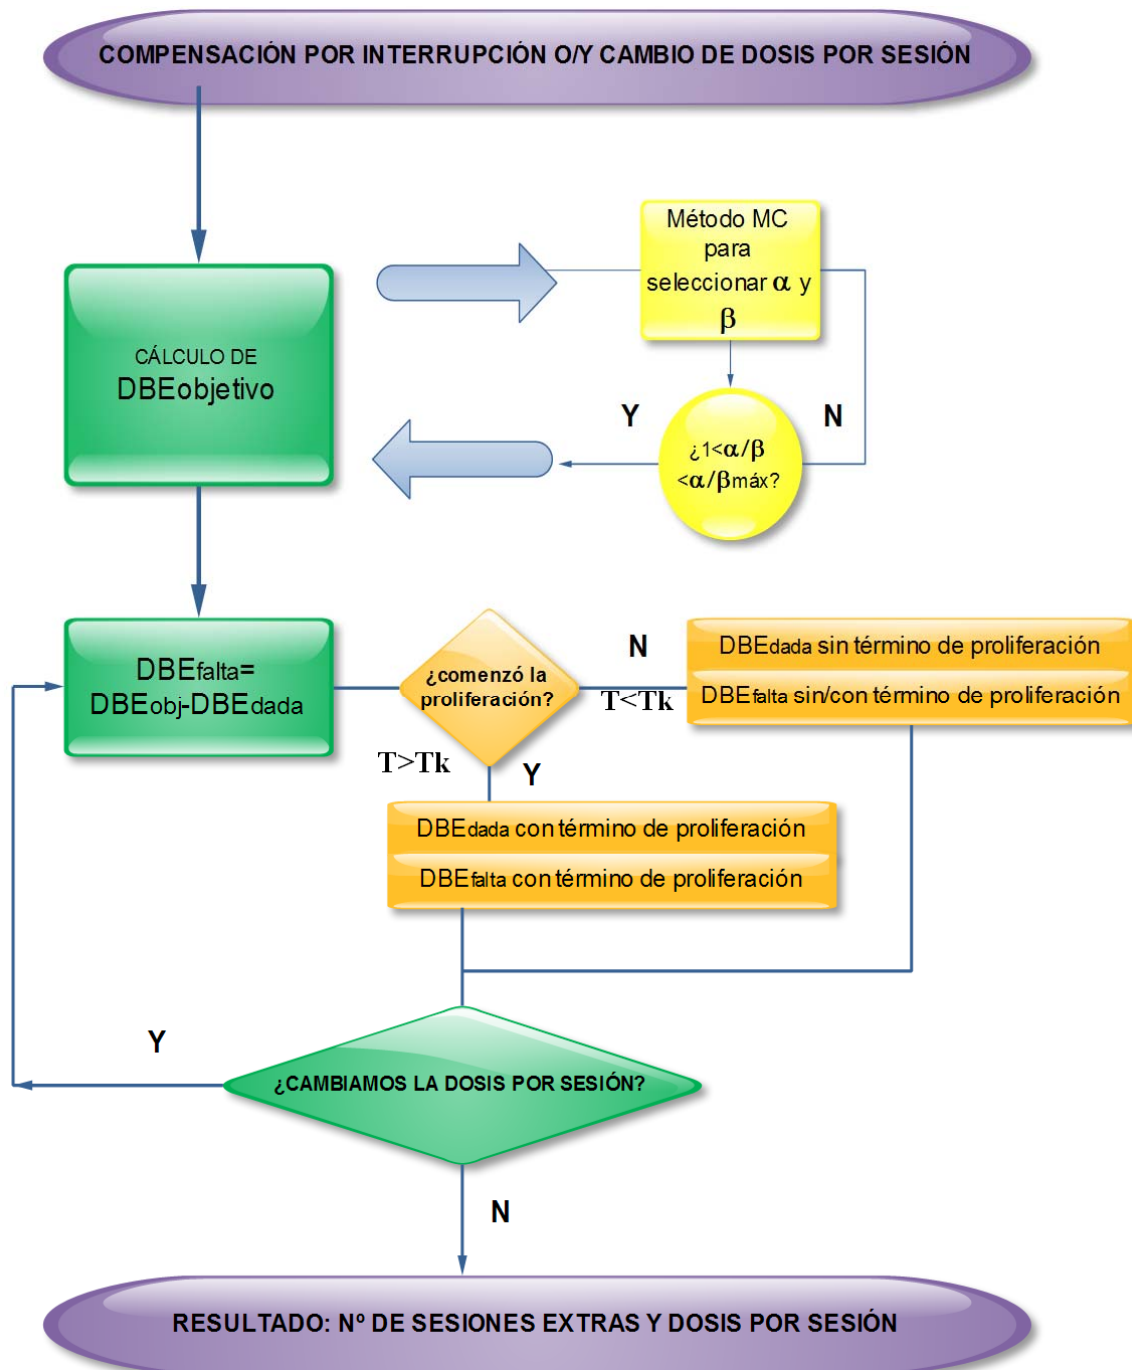 COMPENSACIÓN POR INTERRUPCIÓN O/Y CAMBIO DE DOSIS POR SESIÓN
Método MC
para
seleccionar α y
β
CÁLCULO DE
DBEobjetivo
Y
N
¿1<α/β
<α/βmáx?
DBEfalta=
DBEobj-DBEdada
¿comenzó la
proliferación?
N
T<Tk
DBEdada sin término de proliferación
DBEfalta sin/con término de proliferación
T>Tk
Y
DBEdada con término de proliferación
DBEfalta con término de proliferación
Y
¿CAMBIAMOS LA DOSIS POR SESIÓN?
N
RESULTADO: Nº DE SESIONES EXTRAS Y DOSIS POR SESIÓN